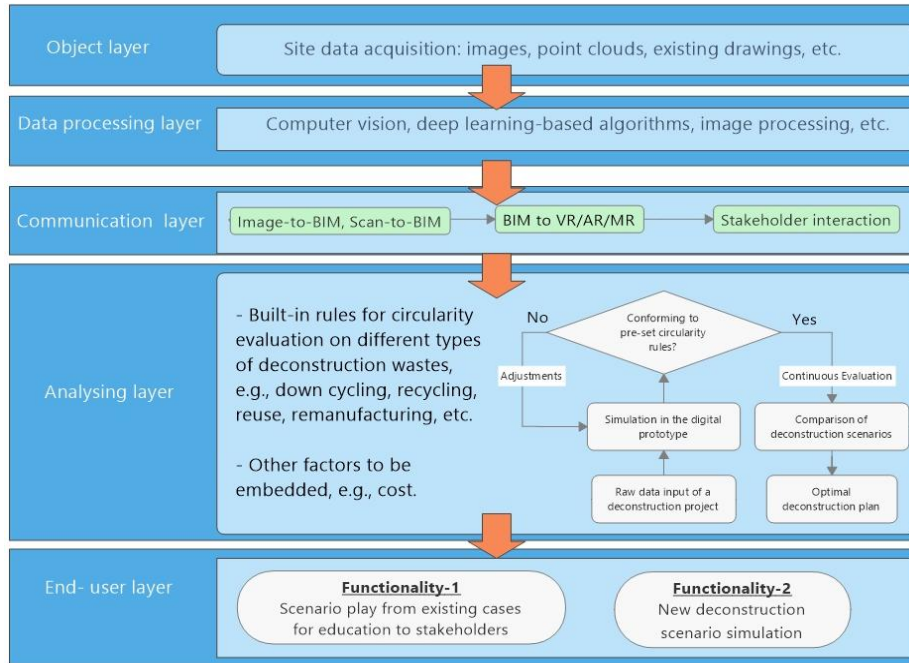 Object layer
Site data acquisition: images, point clouds, existing drawings, etc.
Data processing layer
Computer vision, deep learning-based algorithms, image processing, etc.
Communication layer
Image-to-BIM, Scan-to-BIM
BIM to VR/AR/MR
Stakeholder interaction
Analysing layer
- Built-in rules for circularity
evaluation on different types
of deconstruction wastes,
e.g., down cycling, recycling,
reuse, remanufacturing, etc.
- Other factors to be
embedded, e.g., cost.
No
Conforming to
pre-set circularity
rules?
Yes
Adjustments
Continuous Evaluation
Simulation in the digital
prototype
Comparison of
deconstruction scenarios
Raw data input of a
deconstruction project
Optimal
deconstruction plan
End- user layer
Functionality-1
Scenario play from existing cases
for education to stakeholders
Functionality-2
New deconstruction
scenario simulation